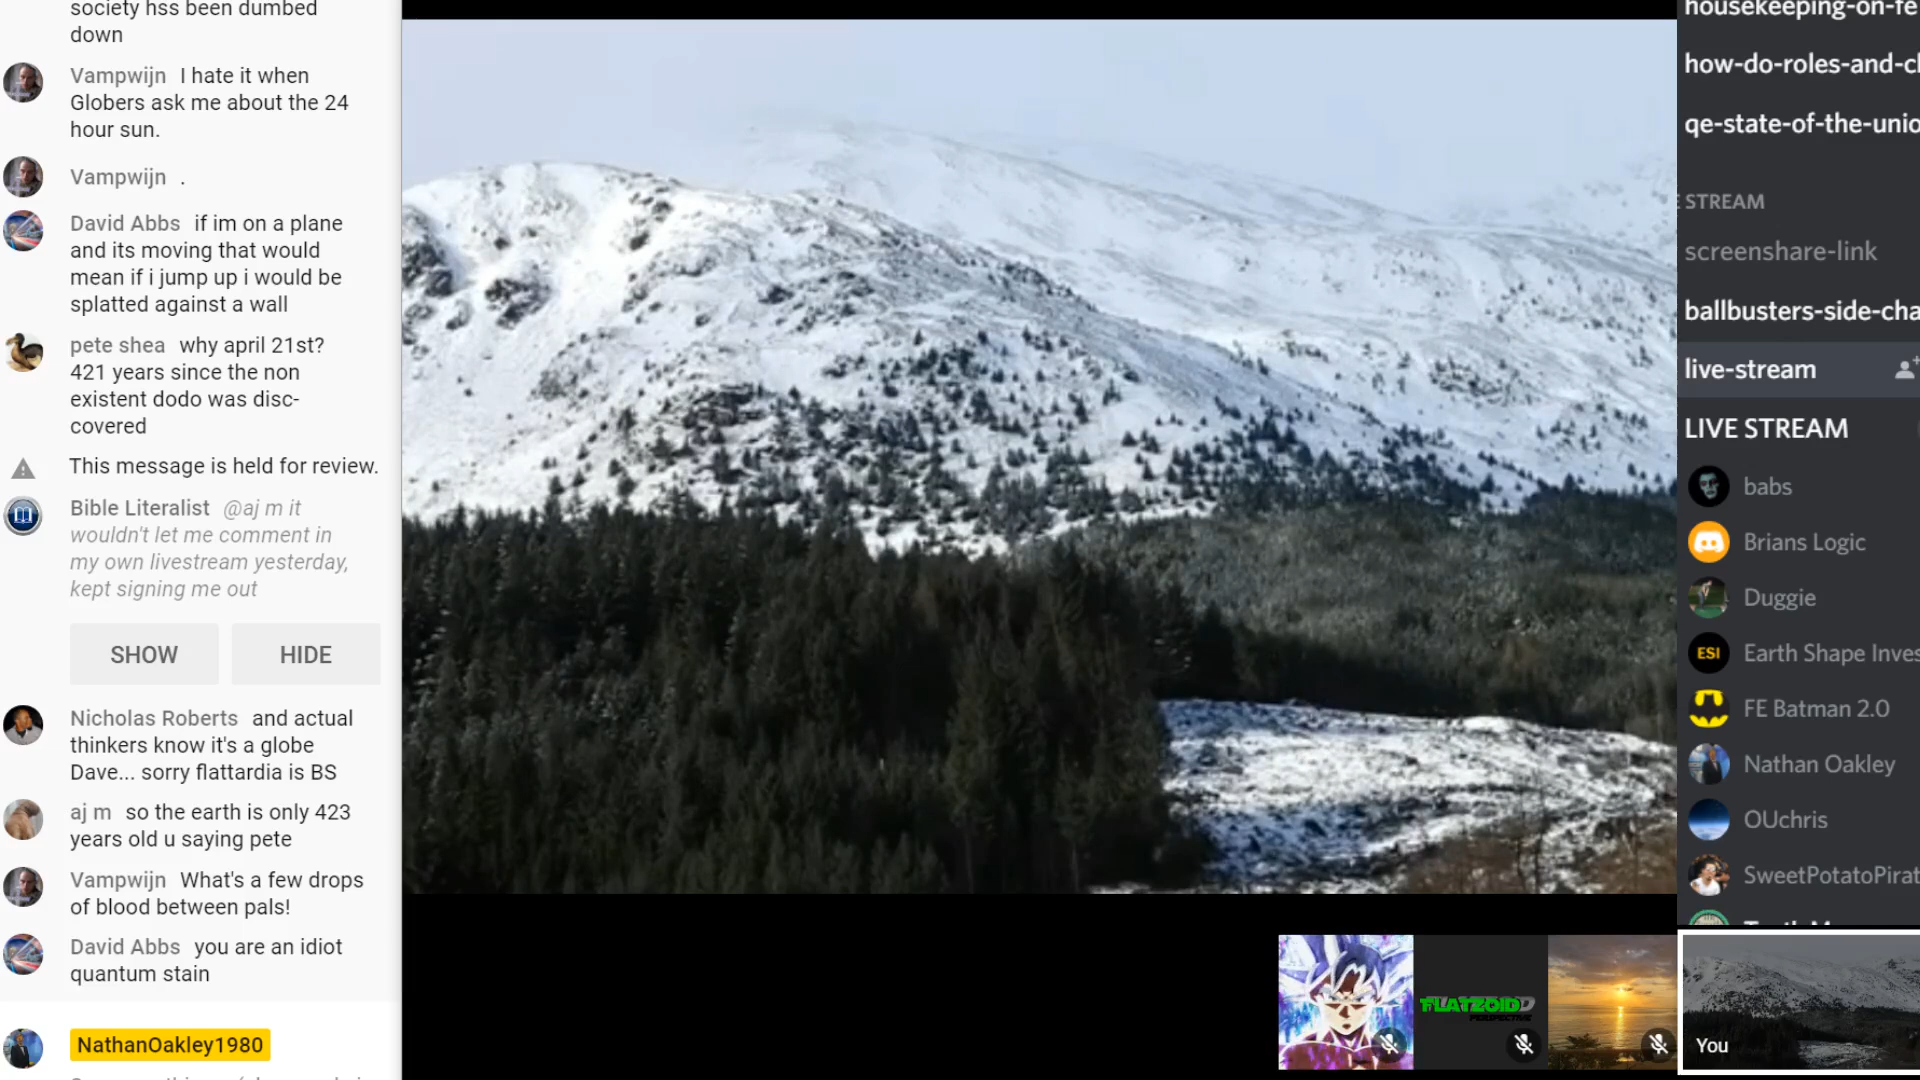 society hss been dumbed
down
Vampwijn I hate it when
Globers ask me about the 24
hour sun.
Vampwijn .
David Abbs if im on a plane
and its moving that would
mean if i jump up i would be
splatted against a wall
pete shea why april 21st?
421 years since the non
existent dodo was disc-
covered
This message is held for review.
Bible Literalist @aj m it
wouldn't let me comment in
my own livestream yesterday,
kept signing me out
SHOW HIDE
Nicholas Roberts and actual
thinkers know it's a globe
Dave... sorry flattardia is BS
aj m so the earth is only 423
years old u saying pete
Vampwijn What's a few drops
of blood between pals!
David Abbs you are an idiot
quantum stain
NathanOakley1980
housekeeping-on-fe
how-do-roles-and-c
qe-state-of-the-unio
STREAM
screenshare-link
ballbusters-side-cha
live-stream
LIVE STREAM
babs
Brians Logic
Duggie
ESI
Earth Shape Inves
FE Batman 2.0
Nathan Oakley
OUchris
SweetPotatoPirat
FLATZOID
PERSPECTIVE
You